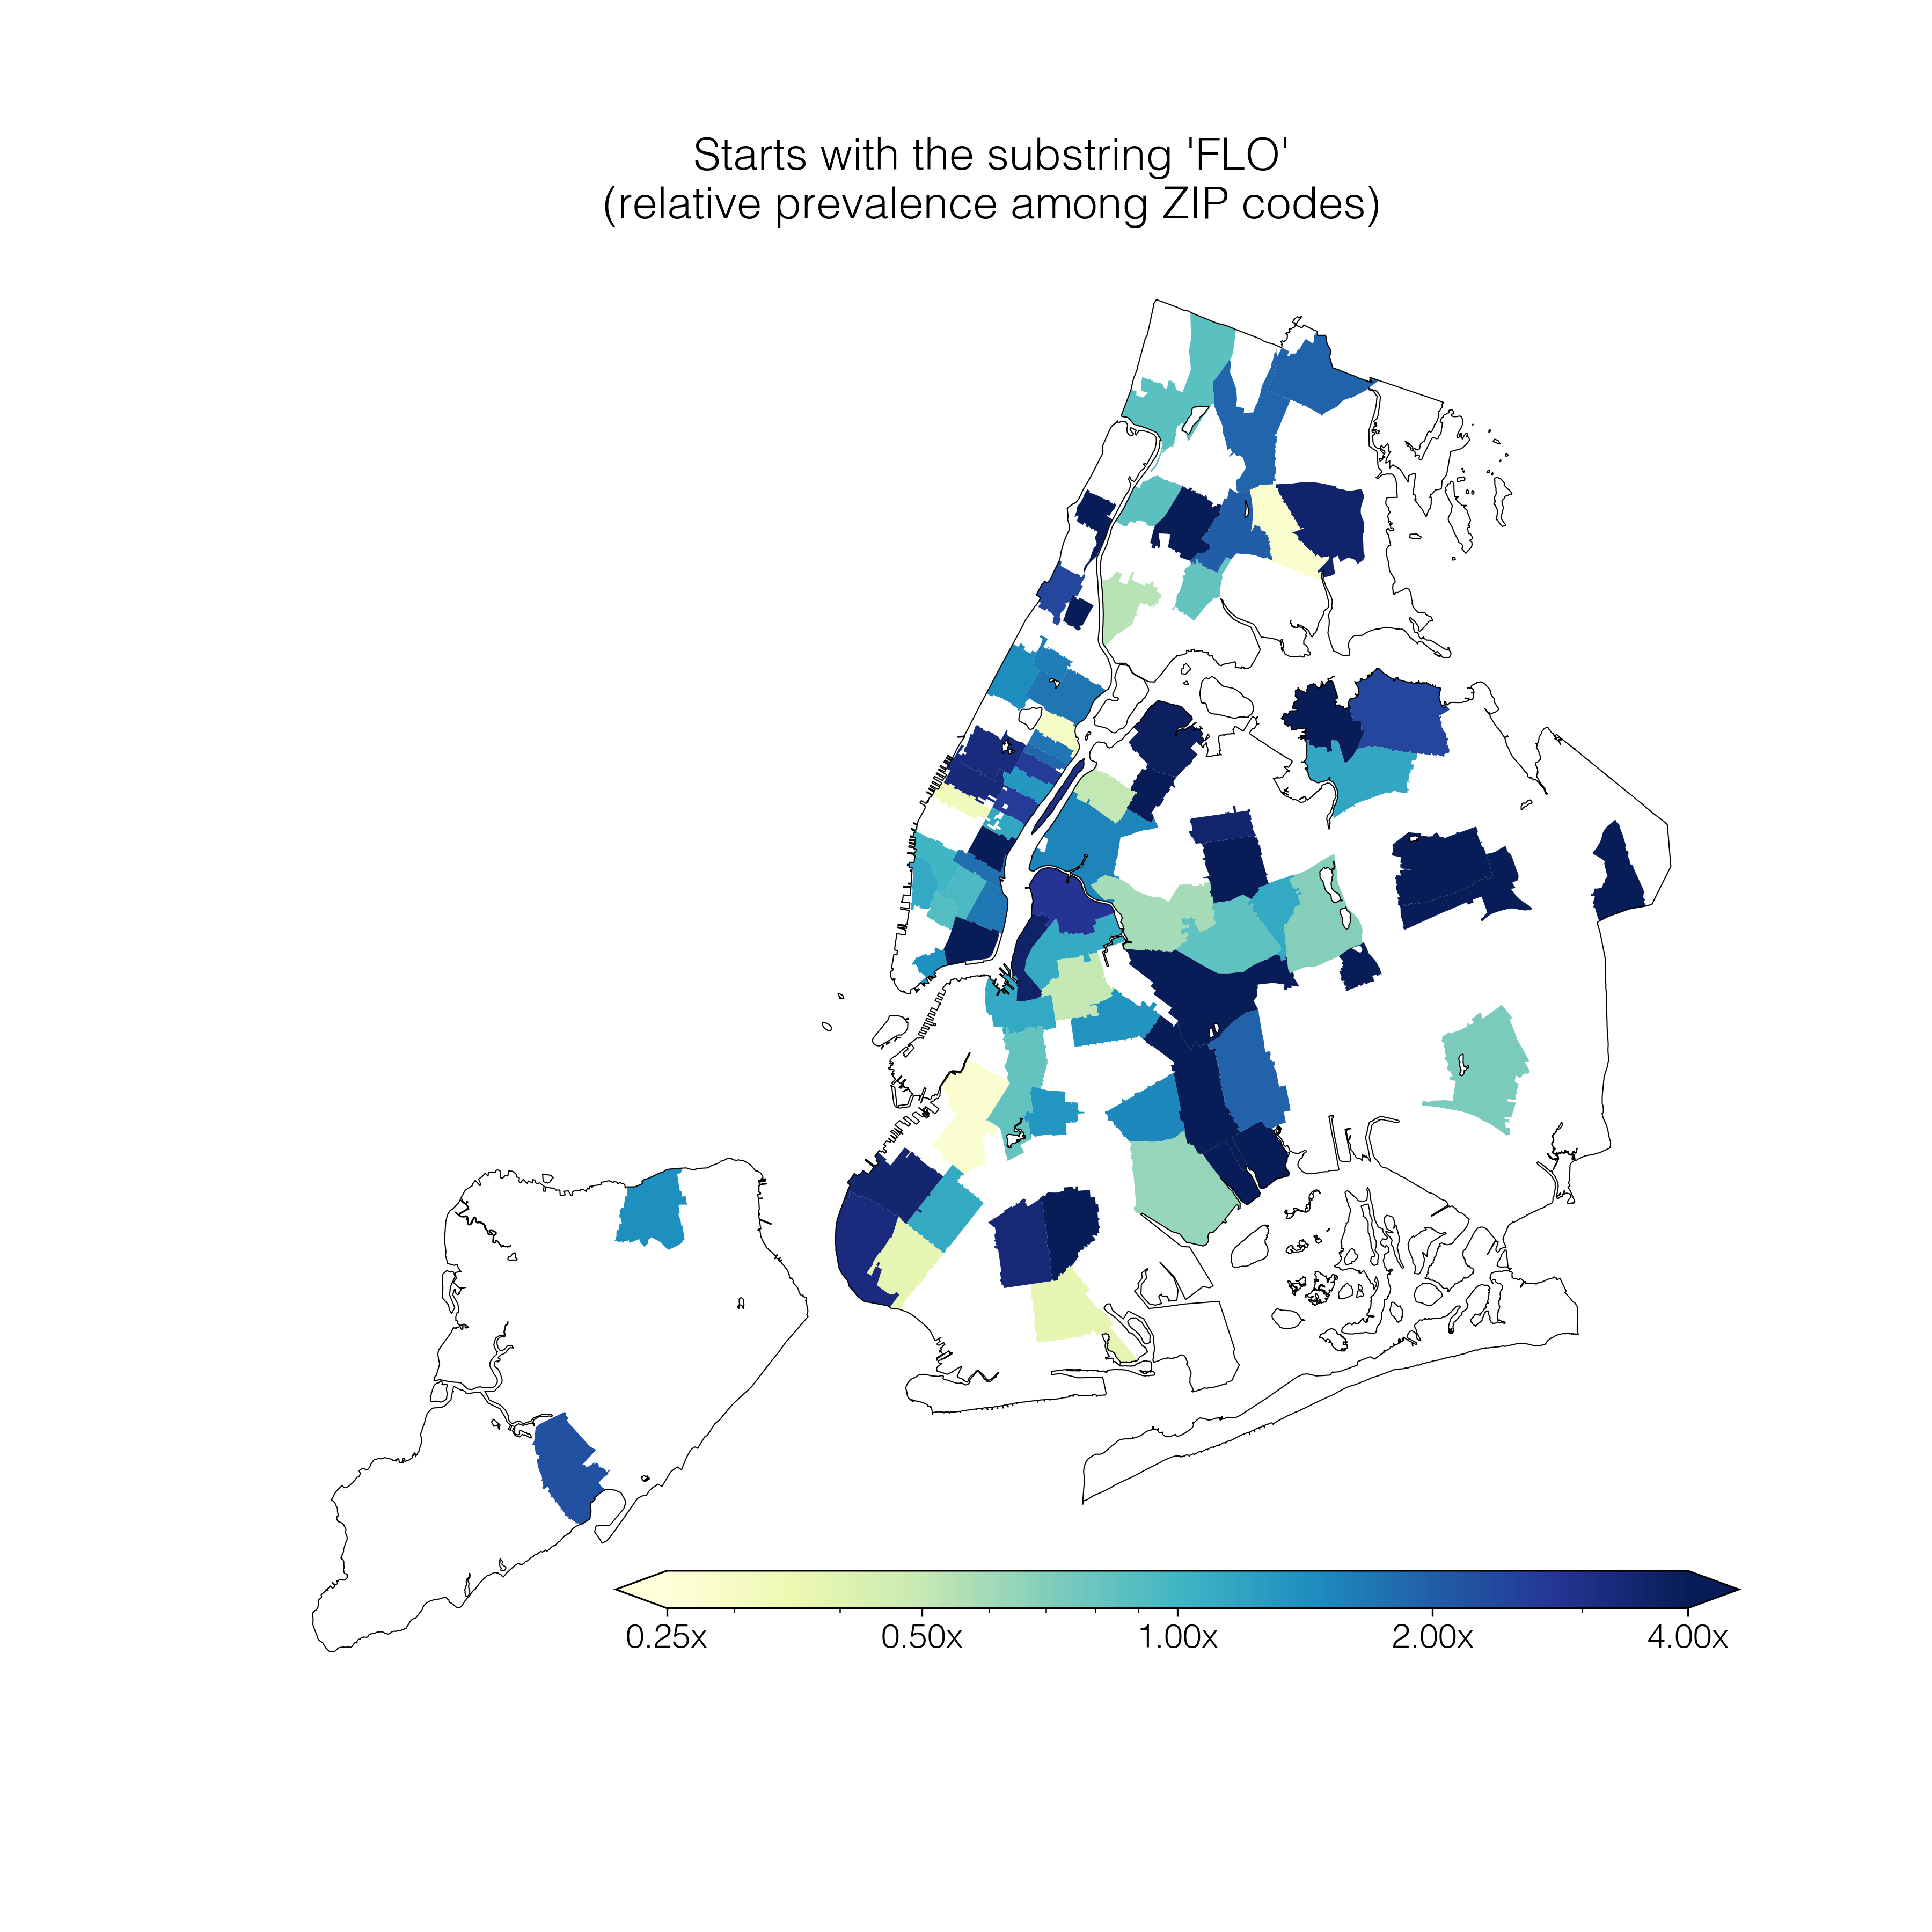 Starts with the substring 'FLO'
(relative prevalence among ZIP codes)
0.25x 0.50x 1.00x 2.00x 4.00x